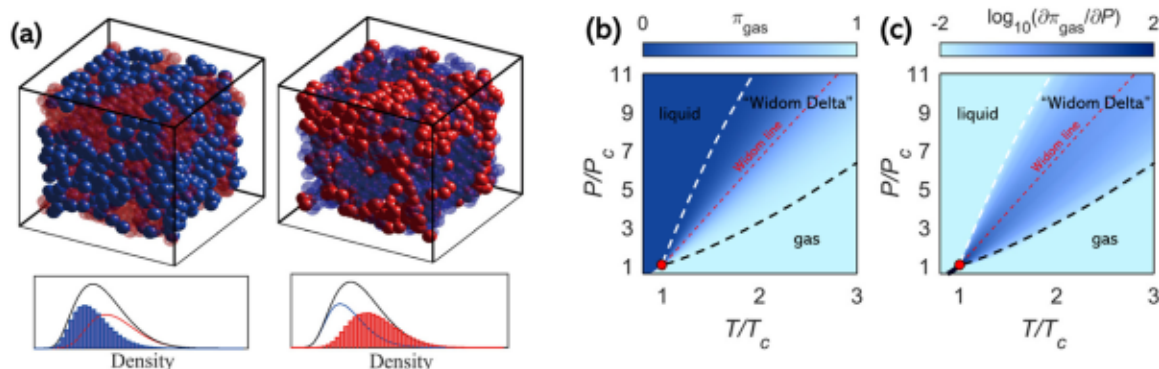 (a)
Density
Density
(b)
0 π_gas 1
P/P_c
11
9
7
5
3
1
liquid
"Widom Delta"
Widom line
gas
1 2 3
T/T_c
(c)
-2 log₁₀(∂π_gas/∂P) 2
P/P_c
11
9
7
5
3
1
liquid
"Widom Delta"
Widom line
gas
1 2 3
T/T_c